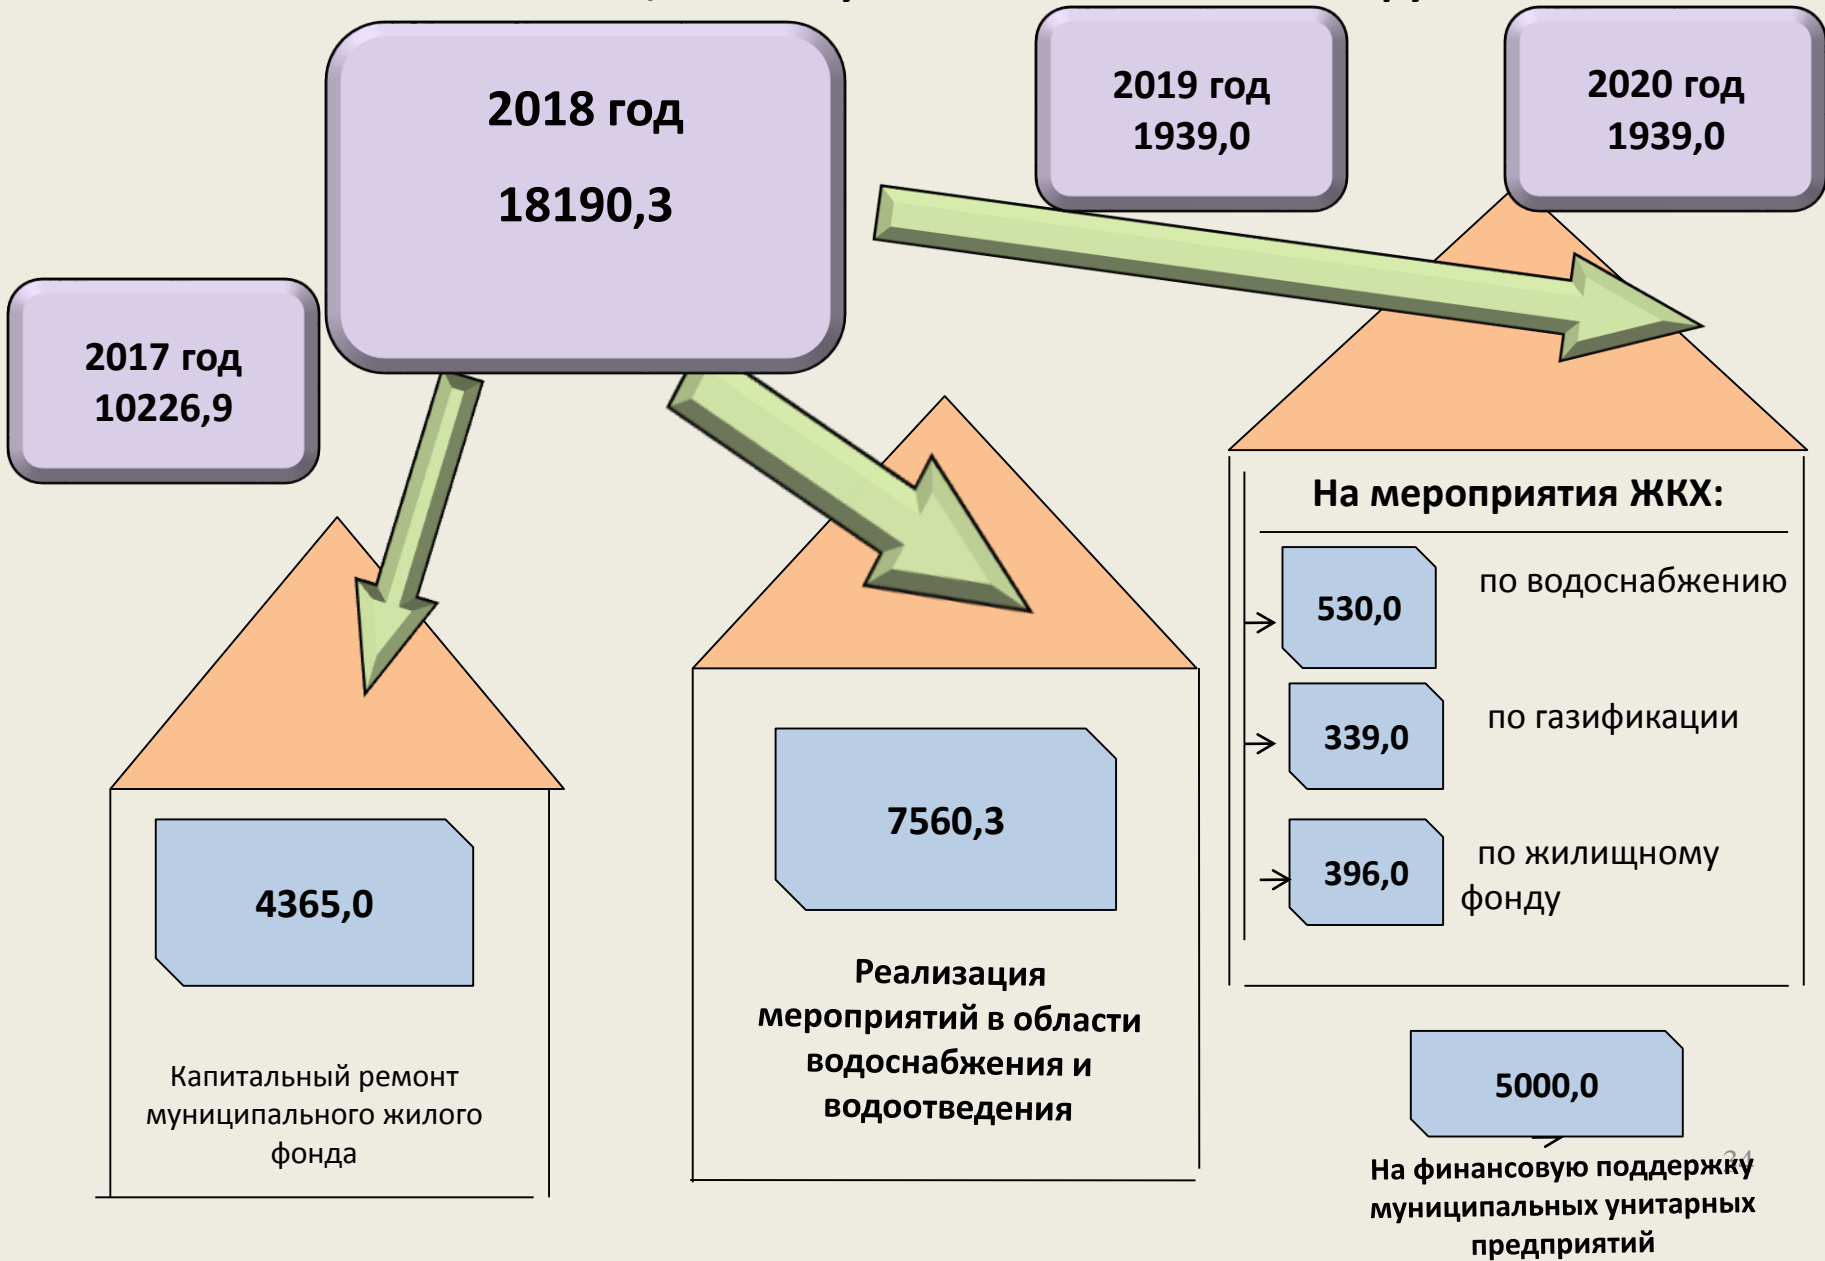 2018 год
18190,3
2019 год
1939,0
2020 год
1939,0
2017 год
10226,9
4365,0
Капитальный ремонт
муниципального жилого
фонда
7560,3
Реализация
мероприятий в области
водоснабжения и
водоотведения
На мероприятия ЖКХ:
530,0
по водоснабжению
339,0
по газификации
396,0
по жилищному
фонду
5000,0
На финансовую поддержку
муниципальных унитарных
предприятий
34